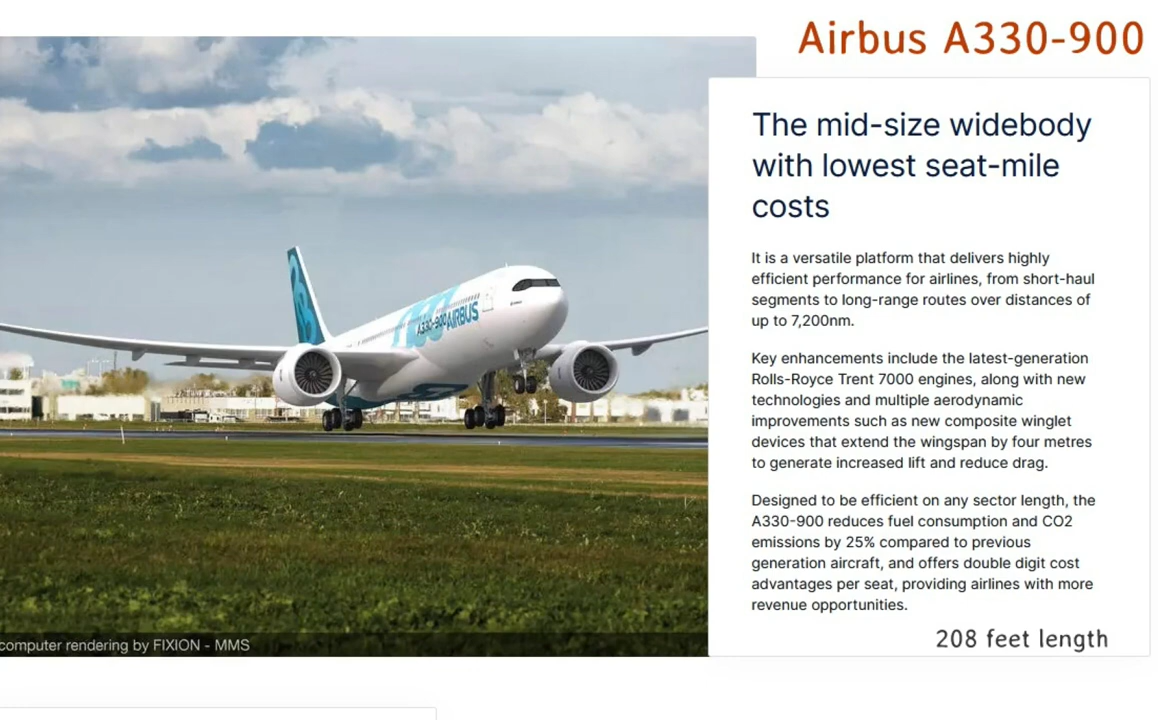 Airbus A330-900
The mid-size widebody
with lowest seat-mile
costs
It is a versatile platform that delivers highly
efficient performance for airlines, from short-haul
segments to long-range routes over distances of
up to 7,200nm.
Key enhancements include the latest-generation
Rolls-Royce Trent 7000 engines, along with new
technologies and multiple aerodynamic
improvements such as new composite winglet
devices that extend the wingspan by four metres
to generate increased lift and reduce drag.
Designed to be efficient on any sector length, the
A330-900 reduces fuel consumption and CO2
emissions by 25% compared to previous
generation aircraft, and offers double digit cost
advantages per seat, providing airlines with more
revenue opportunities.
208 feet length
A330-900 AIRBUS
computer rendering by FIXION - MMS